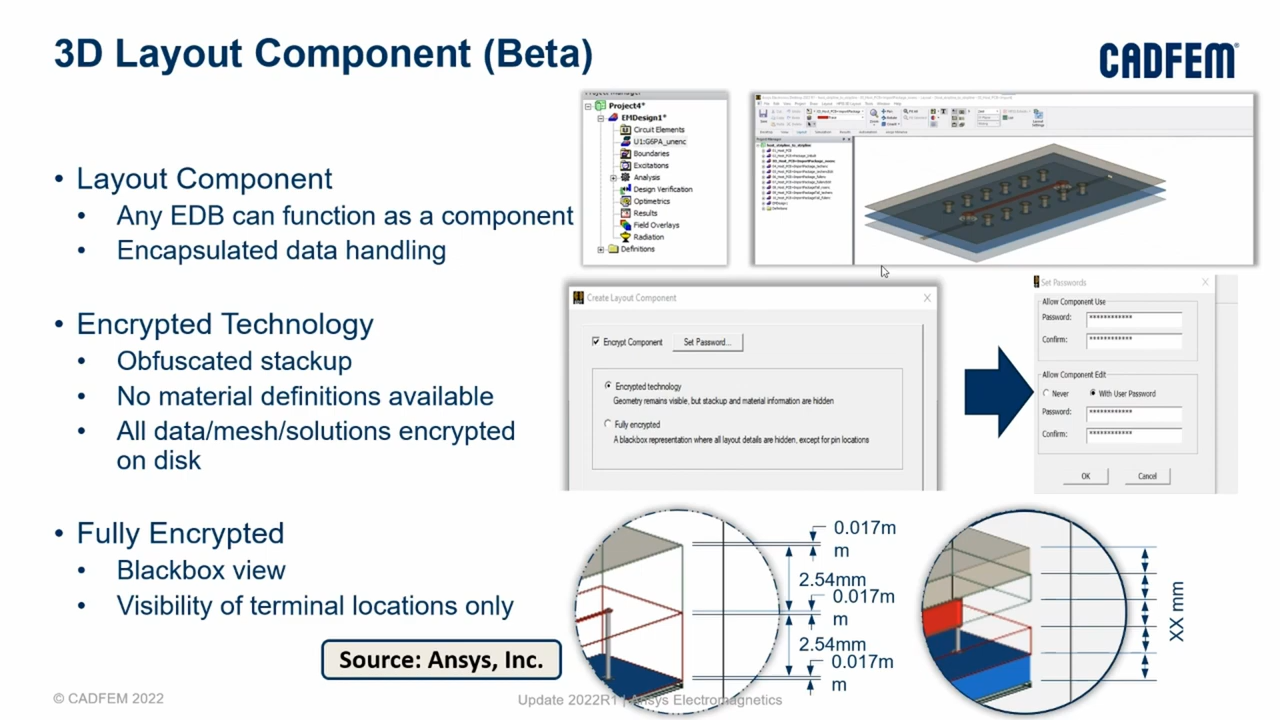 3D Layout Component (Beta)
CADFEM
• Layout Component
• Any EDB can function as a component
• Encapsulated data handling
• Encrypted Technology
• Obfuscated stackup
• No material definitions available
• All data/mesh/solutions encrypted
on disk
• Fully Encrypted
• Blackbox view
• Visibility of terminal locations only
Source: Ansys, Inc.
Project4*
EMDesign1*
Circuit Elements
U1:G6PA_unenc
Boundaries
Excitations
Analysis
Design Verification
Optimetrics
Results
Field Overlays
Radiation
Definitions
Create Layout Component
Encrypt Component
Set Password...
Encrypted technology
Geometry remains visible, but stackup and material information are hidden
Fully encrypted
A blackbox representation where all layout details are hidden, except for pin locations
Set Passwords
Allow Component Use
Password: ************
Confirm: ************
Allow Component Edit
Never
With User Password
Password: ************
Confirm: ************
OK
Cancel
0.017m
m
2.54mm
0.017m
m
2.54mm
0.017m
m
XX mm
© CADFEM 2022
Update 2022R1 | Ansys Electromagnetics